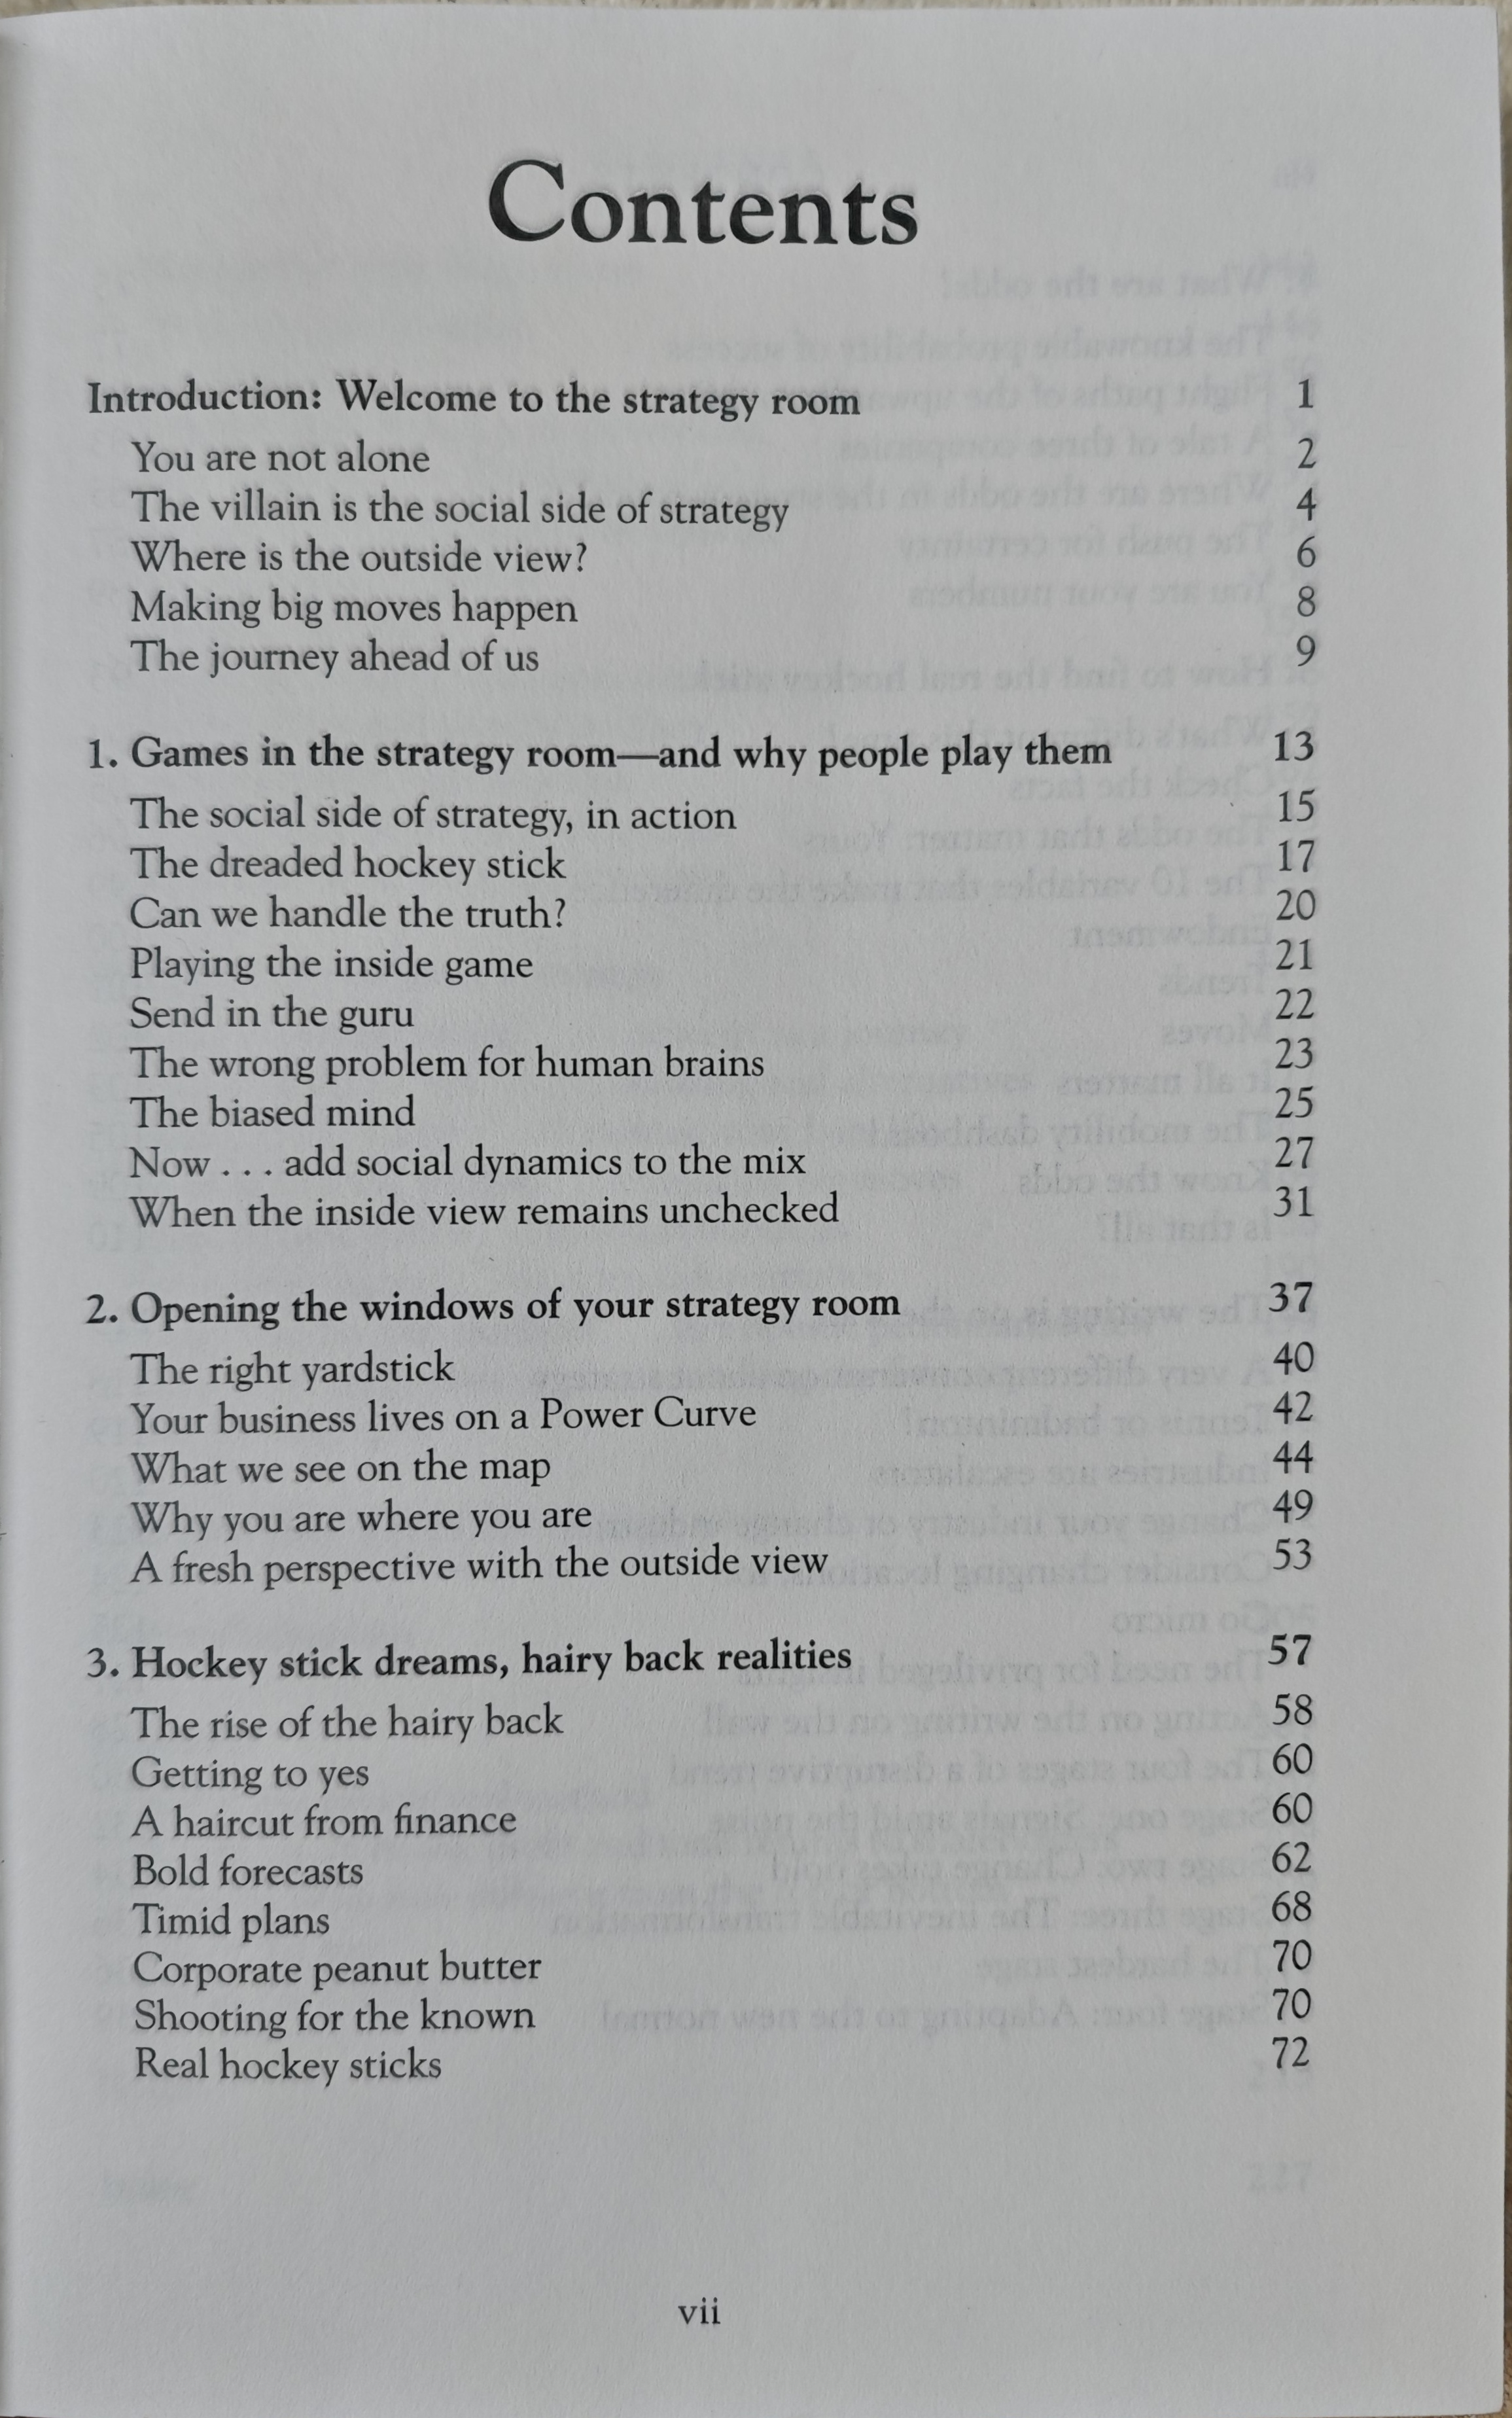 Contents
Introduction: Welcome to the strategy room 1
You are not alone 2
The villain is the social side of strategy 4
Where is the outside view? 6
Making big moves happen 8
The journey ahead of us 9
1. Games in the strategy room—and why people play them 13
The social side of strategy, in action 15
The dreaded hockey stick 17
Can we handle the truth? 20
Playing the inside game 21
Send in the guru 22
The wrong problem for human brains 23
The biased mind 25
Now . . . add social dynamics to the mix 27
When the inside view remains unchecked 31
2. Opening the windows of your strategy room 37
The right yardstick 40
Your business lives on a Power Curve 42
What we see on the map 44
Why you are where you are 49
A fresh perspective with the outside view 53
3. Hockey stick dreams, hairy back realities 57
The rise of the hairy back 58
Getting to yes 60
A haircut from finance 60
Bold forecasts 62
Timid plans 68
Corporate peanut butter 70
Shooting for the known 70
Real hockey sticks 72
vii